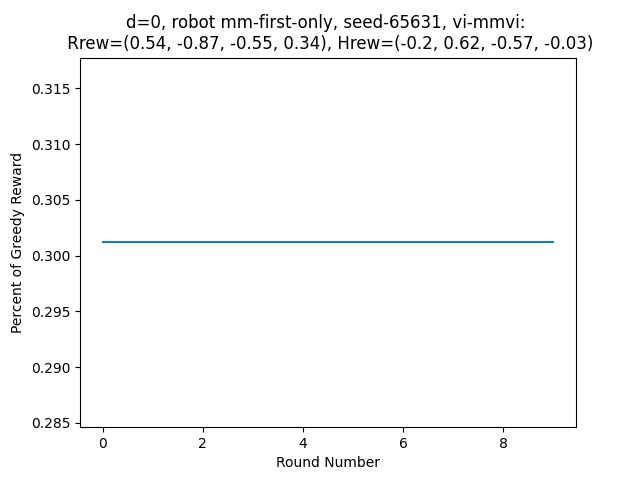 d=0, robot mm-first-only, seed-65631, vi-mmvi:
Rrew=(0.54, -0.87, -0.55, 0.34), Hrew=(-0.2, 0.62, -0.57, -0.03)
Percent of Greedy Reward
0.315
0.310
0.305
0.300
0.295
0.290
0.285
0 2 4 6 8
Round Number